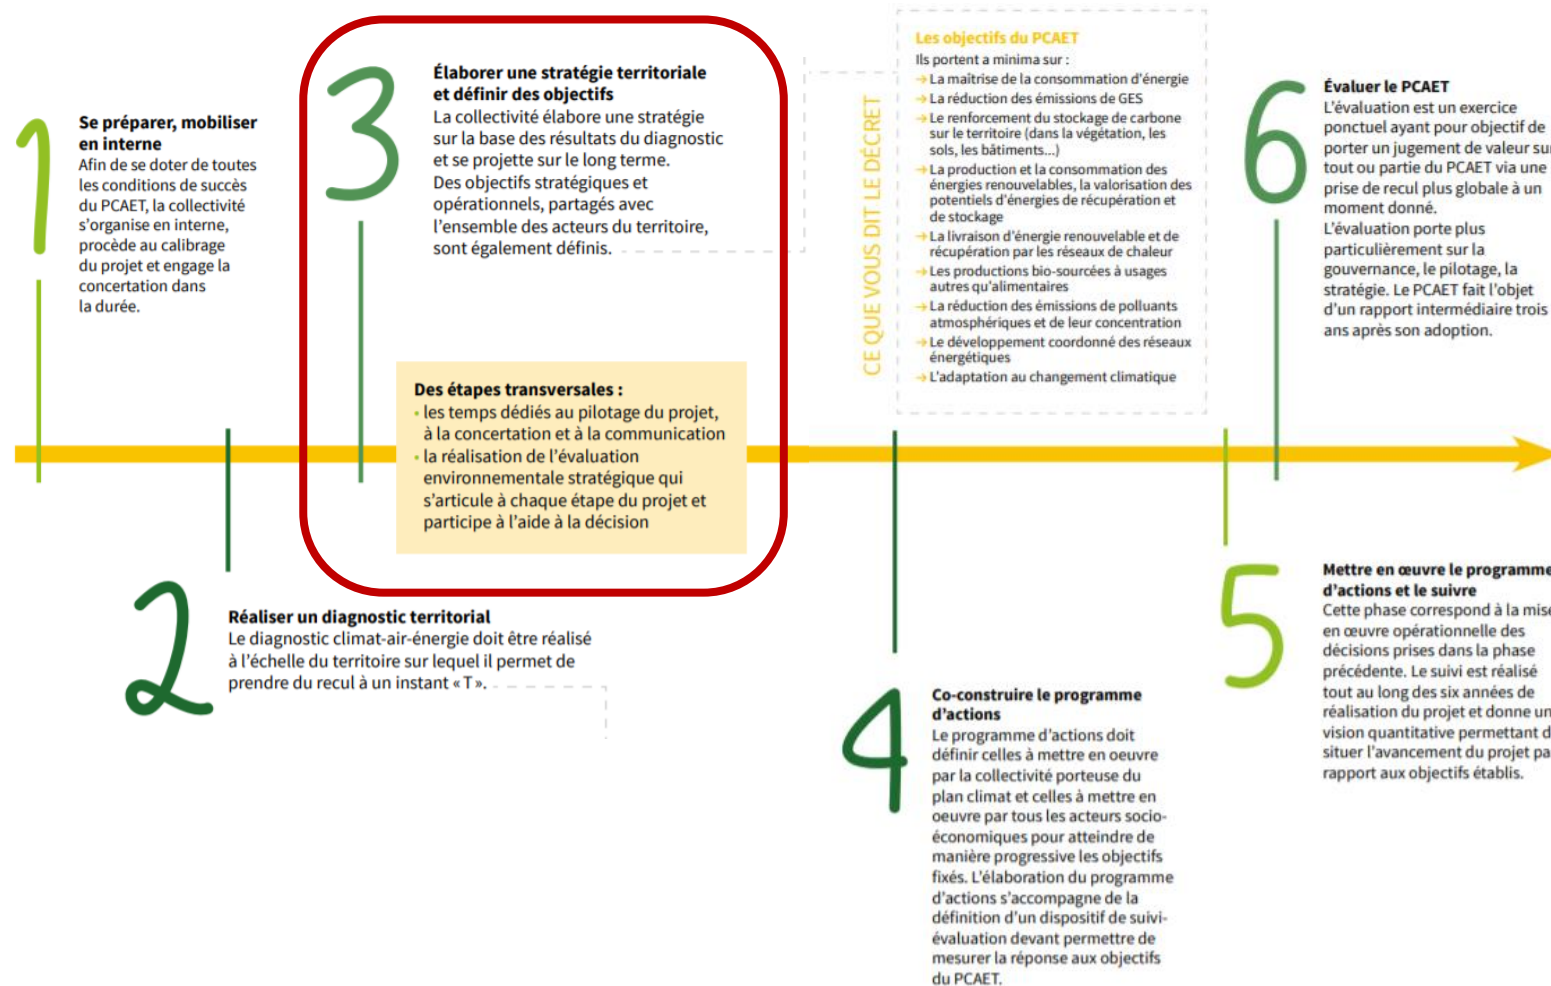 1
Se préparer, mobiliser
en interne
Afin de se doter de toutes
les conditions de succès
du PCAET, la collectivité
s'organise en interne,
procède au calibrage
du projet et engage la
concertation dans
la durée.
2
Réaliser un diagnostic territorial
Le diagnostic climat-air-énergie doit être réalisé
à l'échelle du territoire sur lequel il permet de
prendre du recul à un instant « T ».
3
Élaborer une stratégie territoriale
et définir des objectifs
La collectivité élabore une stratégie
sur la base des résultats du diagnostic
et se projette sur le long terme.
Des objectifs stratégiques et
opérationnels, partagés avec
l'ensemble des acteurs du territoire,
sont également définis.
Des étapes transversales :
• les temps dédiés au pilotage du projet,
à la concertation et à la communication
• la réalisation de l'évaluation
environnementale stratégique qui
s'articule à chaque étape du projet et
participe à l'aide à la décision
CE QUE VOUS DIT LE DÉCRET
Les objectifs du PCAET
Ils portent a minima sur :
→ La maîtrise de la consommation d'énergie
→ La réduction des émissions de GES
→ Le renforcement du stockage de carbone
sur le territoire (dans la végétation, les
sols, les bâtiments...)
→ La production et la consommation des
énergies renouvelables, la valorisation des
potentiels d'énergies de récupération et
de stockage
→ La livraison d'énergie renouvelable et de
récupération par les réseaux de chaleur
→ Les productions bio-sourcées à usages
autres qu'alimentaires
→ La réduction des émissions de polluants
atmosphériques et de leur concentration
→ Le développement coordonné des réseaux
énergétiques
→ L'adaptation au changement climatique
4
Co-construire le programme
d'actions
Le programme d'actions doit
définir celles à mettre en oeuvre
par la collectivité porteuse du
plan climat et celles à mettre en
oeuvre par tous les acteurs socio-
économiques pour atteindre de
manière progressive les objectifs
fixés. L'élaboration du programme
d'actions s'accompagne de la
définition d'un dispositif de suivi-
évaluation devant permettre de
mesurer la réponse aux objectifs
du PCAET.
5
Mettre en œuvre le programme
d'actions et le suivre
Cette phase correspond à la mise
en œuvre opérationnelle des
décisions prises dans la phase
précédente. Le suivi est réalisé
tout au long des six années de
réalisation du projet et donne un
vision quantitative permettant d
situer l'avancement du projet pa
rapport aux objectifs établis.
6
Évaluer le PCAET
L'évaluation est un exercice
ponctuel ayant pour objectif de
porter un jugement de valeur sur
tout ou partie du PCAET via une
prise de recul plus globale à un
moment donné.
L'évaluation porte plus
particulièrement sur la
gouvernance, le pilotage, la
stratégie. Le PCAET fait l'objet
d'un rapport intermédiaire trois
ans après son adoption.